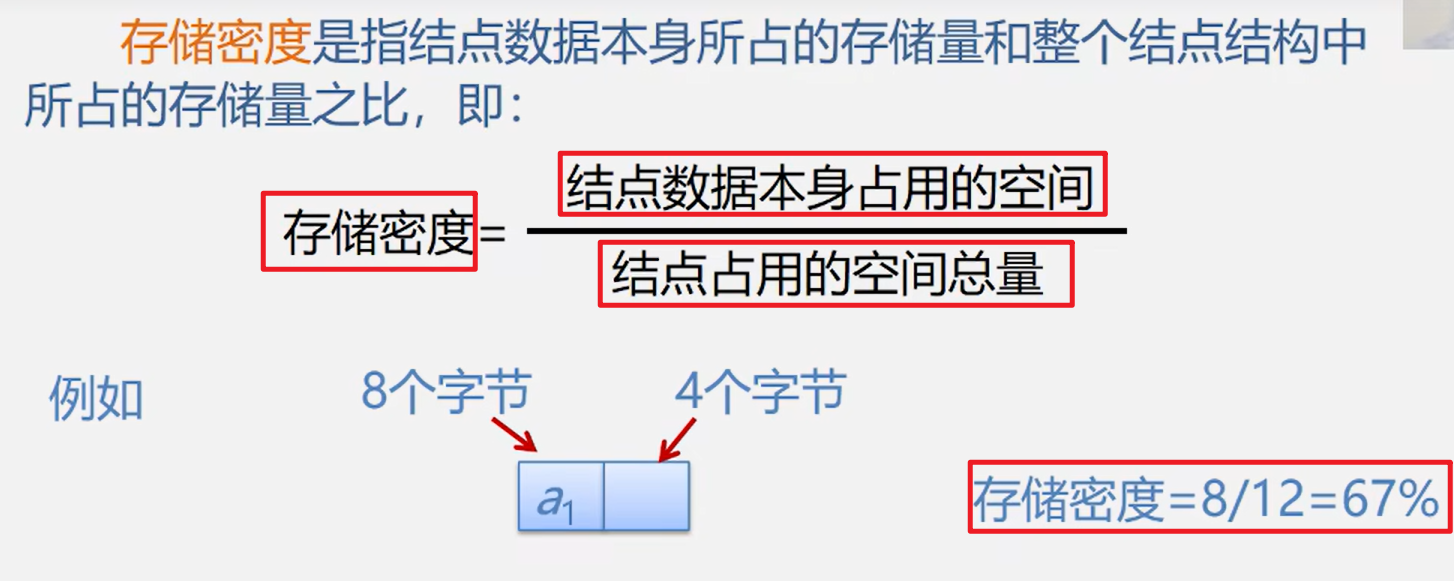 存储密度是指结点数据本身所占的存储量和整个结点结构中
所占的存储量之比，即：
结点数据本身占用的空间
存储密度=
结点占用的空间总量
例如
8个字节
4个字节
a1
存储密度=8/12=67%